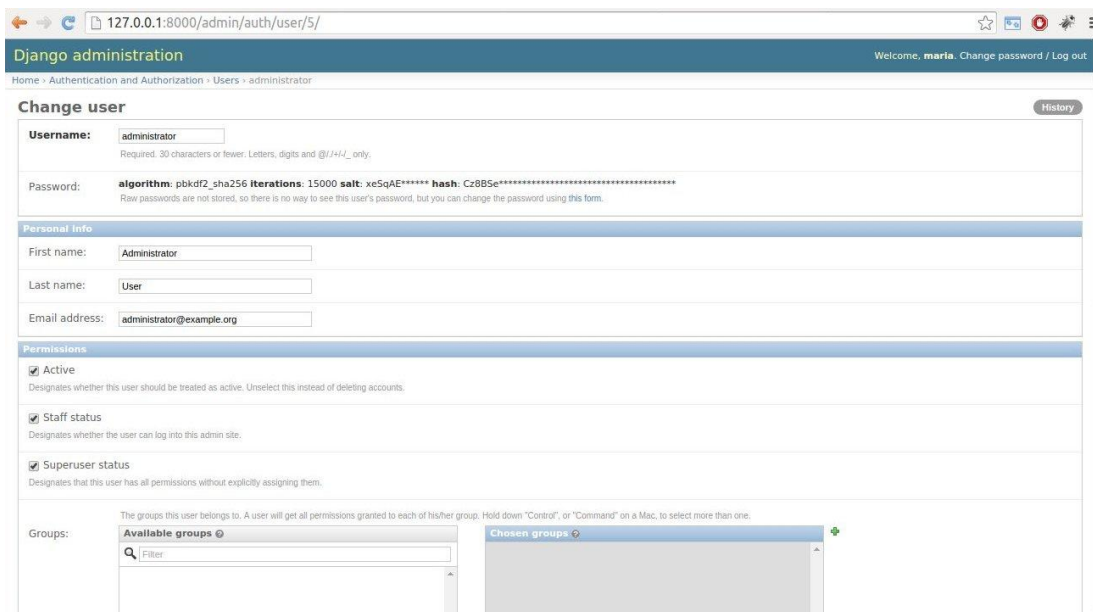 127.0.0.1:8000/admin/auth/user/5/
Django administration
Welcome, maria. Change password / Log out
Home › Authentication and Authorization › Users › administrator
Change user
History
Username:
administrator
Required. 30 characters or fewer. Letters, digits and @/./+/-/_ only.
Password:
algorithm: pbkdf2_sha256 iterations: 15000 salt: xeSqAE****** hash: Cz8BSe**************************************
Raw passwords are not stored, so there is no way to see this user's password, but you can change the password using this form.
Personal info
First name:
Administrator
Last name:
User
Email address:
administrator@example.org
Permissions
Active
Designates whether this user should be treated as active. Unselect this instead of deleting accounts.
Staff status
Designates whether the user can log into this admin site.
Superuser status
Designates that this user has all permissions without explicitly assigning them.
The groups this user belongs to. A user will get all permissions granted to each of his/her group. Hold down "Control", or "Command" on a Mac, to select more than one.
Groups:
Available groups
Chosen groups
Filter